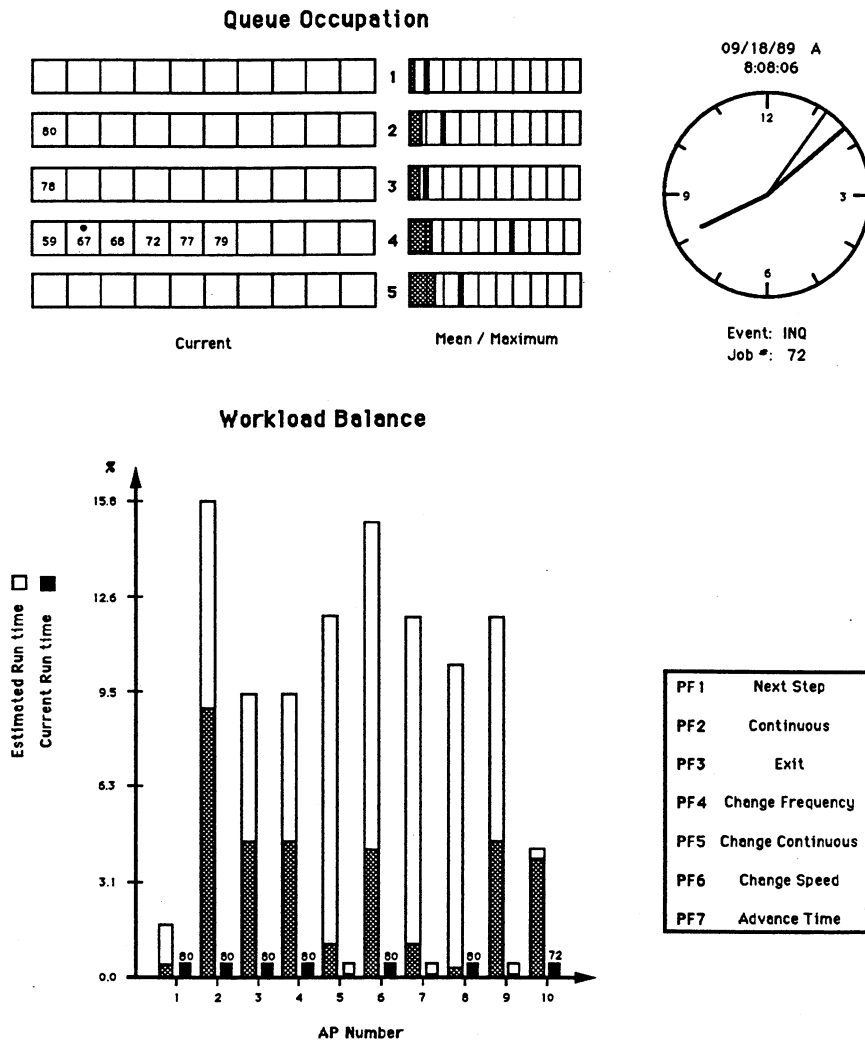 Queue Occupation
1
80 2
78 3
59 67 68 72 77 79 4
5
Current
Mean / Maximum
09/18/89 A
8:08:06
12
9
3
6
Event: INQ
Job #: 72
Workload Balance
%
15.8
12.6
9.5
6.3
3.1
0.0
Estimated Run time
Current Run time
80 80 80 80 80 80 72
1 2 3 4 5 6 7 8 9 10
AP Number
PF1 Next Step
PF2 Continuous
PF3 Exit
PF4 Change Frequency
PF5 Change Continuous
PF6 Change Speed
PF7 Advance Time